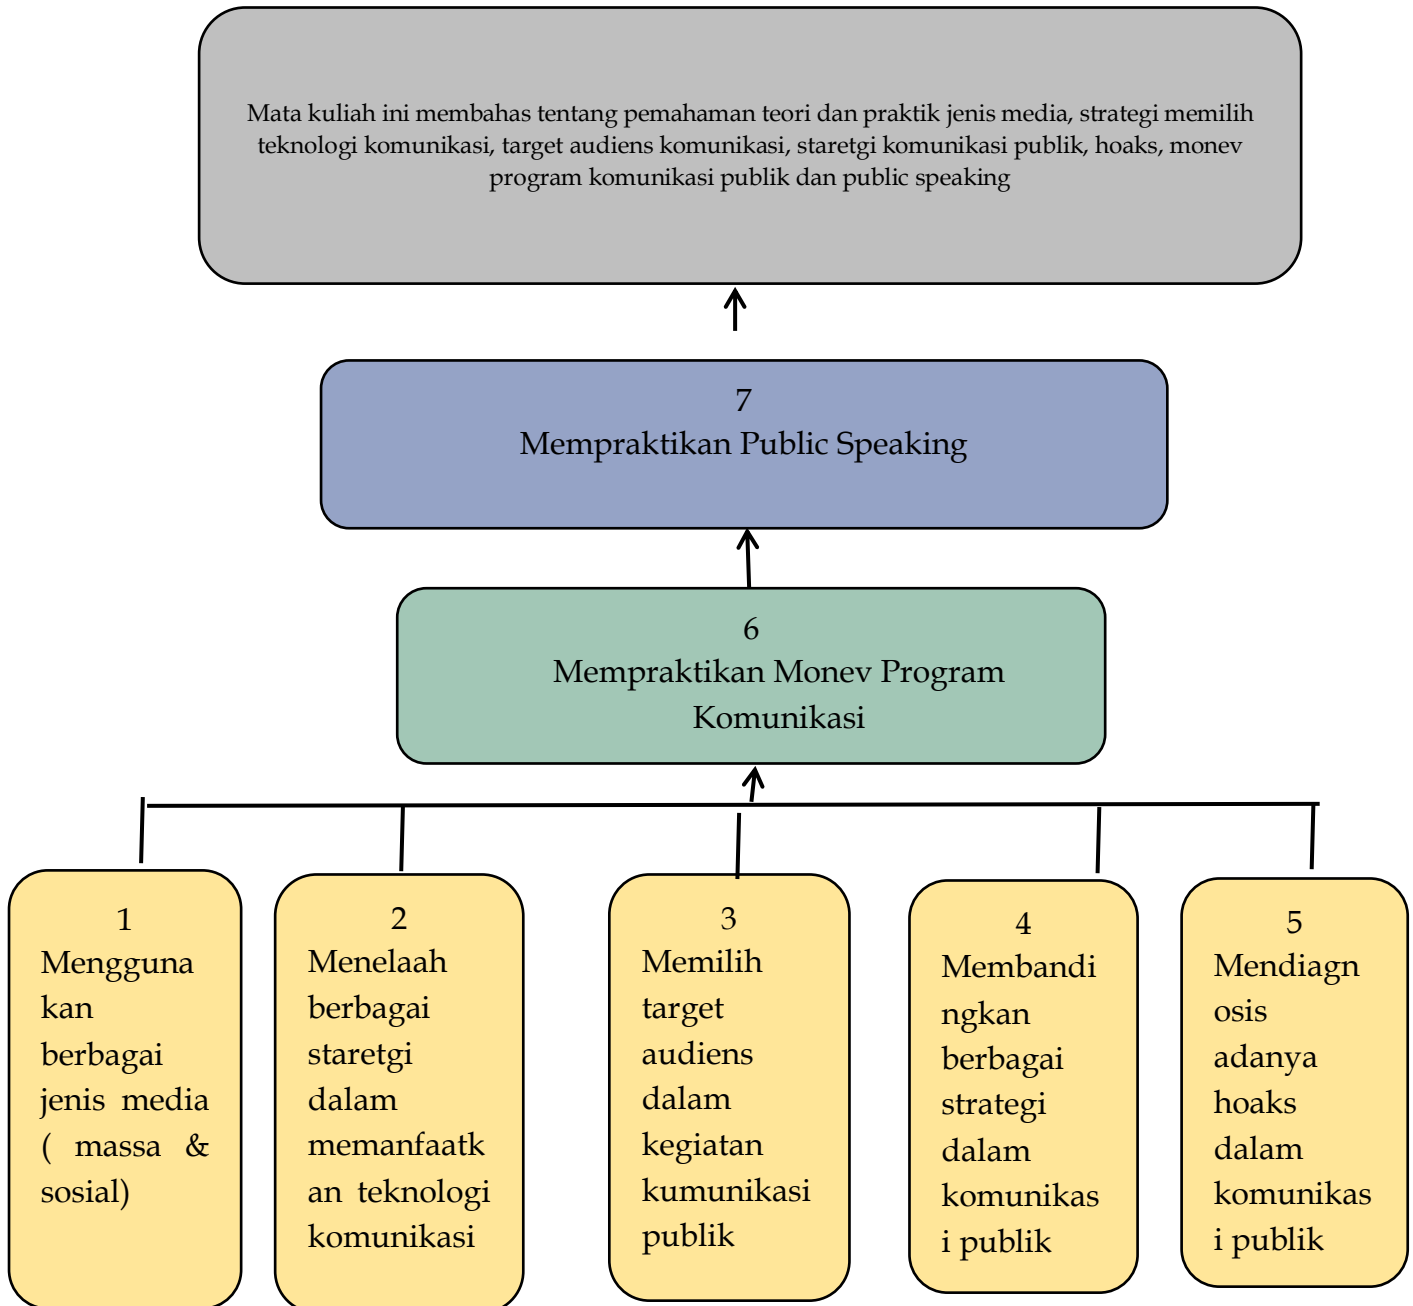 Mata kuliah ini membahas tentang pemahaman teori dan praktik jenis media, strategi memilih
teknologi komunikasi, target audiens komunikasi, staretgi komunikasi publik, hoaks, monev
program komunikasi publik dan public speaking
7
Mempraktikan Public Speaking
6
Mempraktikan Monev Program
Komunikasi
1
Mengguna
kan
berbagai
jenis media
( massa &
sosial)
2
Menelaah
berbagai
staretgi
dalam
memanfaatk
an teknologi
komunikasi
3
Memilih
target
audiens
dalam
kegiatan
kumunikasi
publik
4
Membandi
ngkan
berbagai
strategi
dalam
komunikas
i publik
5
Mendiagn
osis
adanya
hoaks
dalam
komunikas
i publik